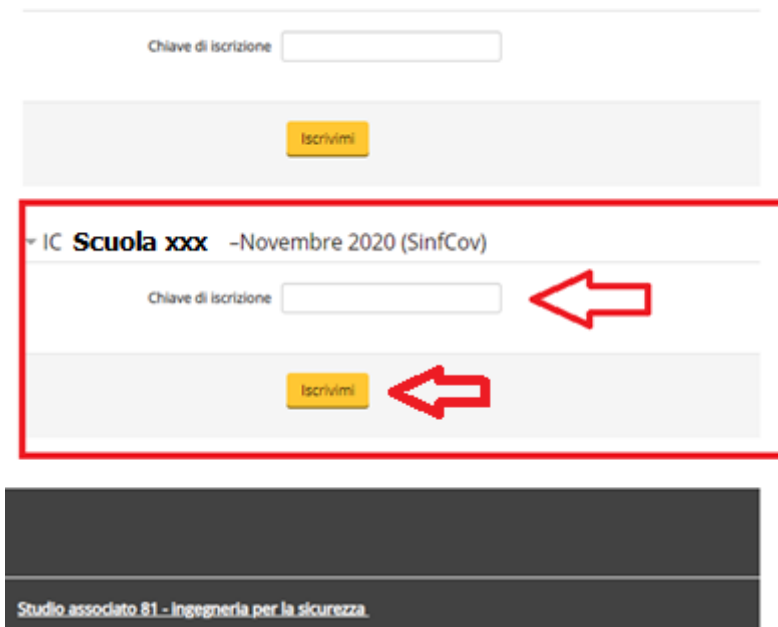 Chiave di iscrizione
Iscrivimi
IC Scuola xxx –Novembre 2020 (SinfCov)
Chiave di iscrizione
Iscrivimi
Studio associato 81 - ingegneria per la sicurezza